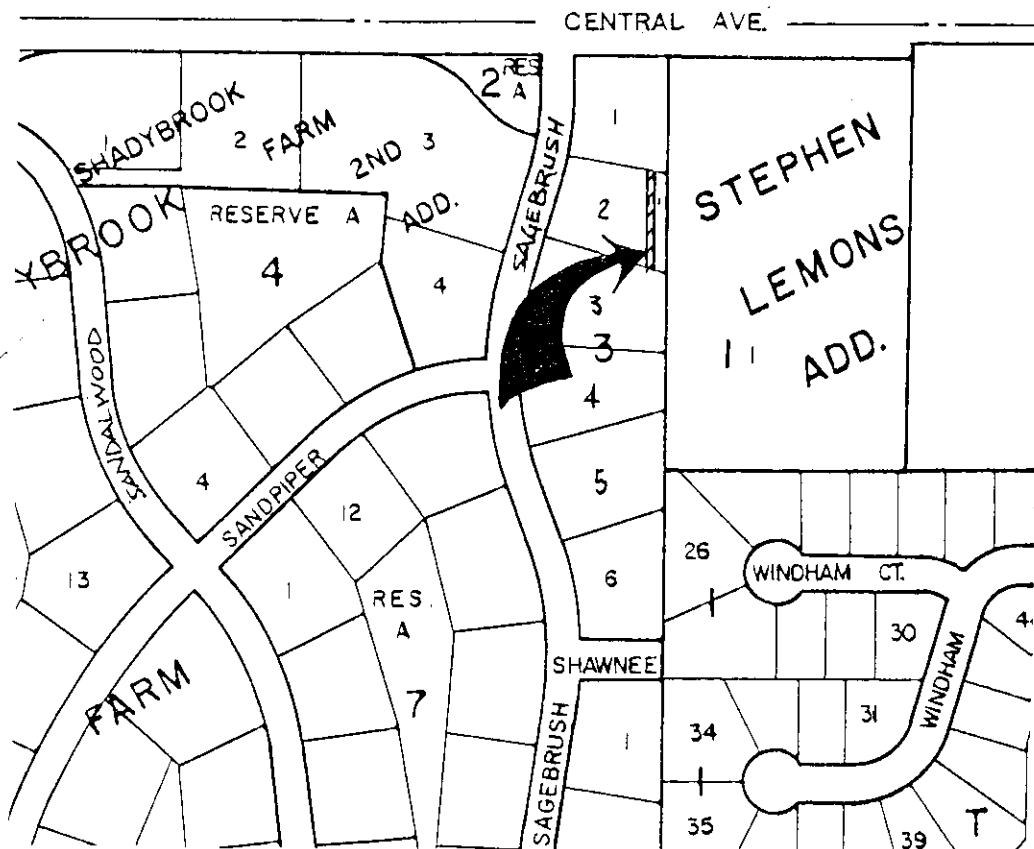 CENTRAL AVE.
2 RES
A
SHADYBROOK
2
FARM
2ND 3
ADD.
SAGEBRUSH
1
STEPHEN
LEMONS
ADD.
1 1
YBROOK
RESERVE A
4
4
2
3
3
4
5
6
SANDALWOOD
4
SANDPIPER
12
13
1
RES.
A
7
FARM
26
WINDHAM CT.
30
WINDHAM
SHAWNEE
SAGEBRUSH
1
34
31
35
39
T